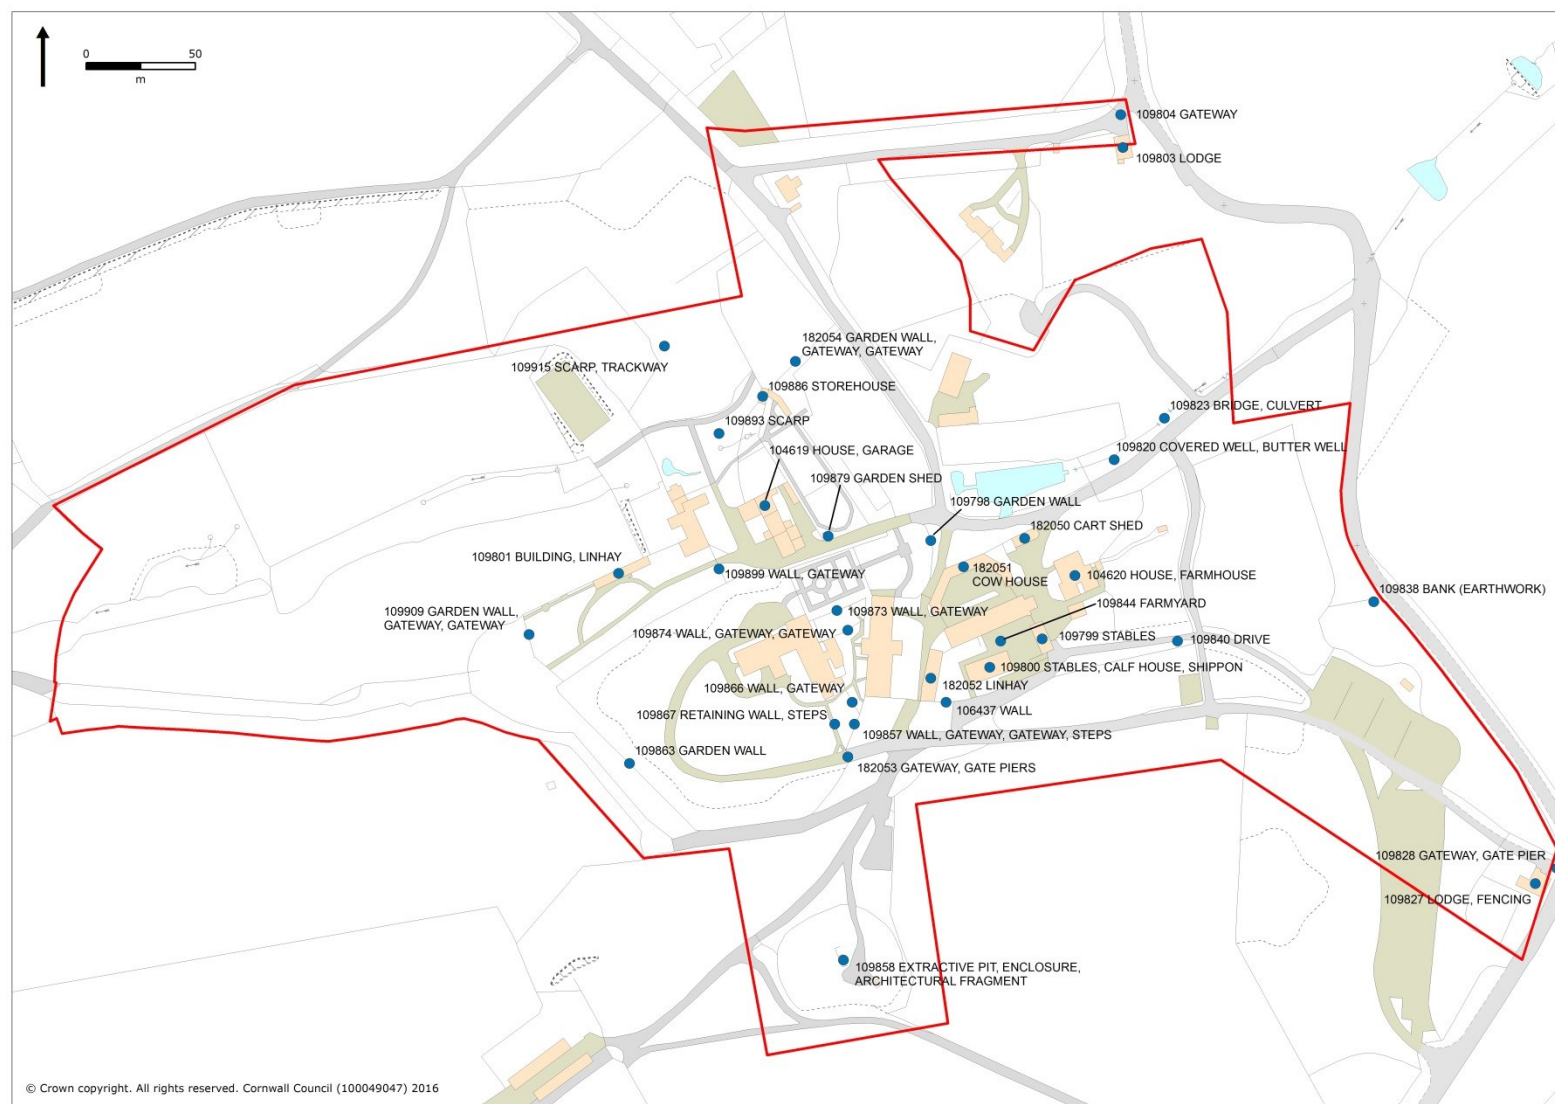 0
50
m
109804 GATEWAY
109803 LODGE
182054 GARDEN WALL,
GATEWAY, GATEWAY
109915 SCARP, TRACKWAY
109886 STOREHOUSE
109893 SCARP
109823 BRIDGE, CULVERT
104619 HOUSE, GARAGE
109820 COVERED WELL, BUTTER WELL
109879 GARDEN SHED
109798 GARDEN WALL
182050 CART SHED
109801 BUILDING, LINHAY
109899 WALL, GATEWAY
182051
COW HOUSE
104620 HOUSE, FARMHOUSE
109838 BANK (EARTHWORK)
109909 GARDEN WALL,
GATEWAY, GATEWAY
109873 WALL, GATEWAY
109844 FARMYARD
109874 WALL, GATEWAY, GATEWAY
109799 STABLES
109840 DRIVE
109800 STABLES, CALF HOUSE, SHIPPON
109866 WALL, GATEWAY
182052 LINHAY
109867 RETAINING WALL, STEPS
106437 WALL
109857 WALL, GATEWAY, GATEWAY, STEPS
109863 GARDEN WALL
182053 GATEWAY, GATE PIERS
109828 GATEWAY, GATE PIER
109827 LODGE, FENCING
109858 EXTRACTIVE PIT, ENCLOSURE,
ARCHITECTURAL FRAGMENT
© Crown copyright. All rights reserved. Cornwall Council (100049047) 2016